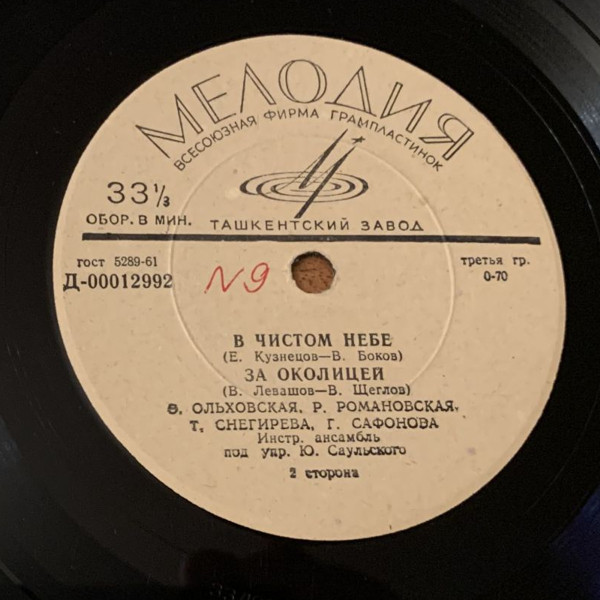 МЕЛОДИЯ
ВСЕСОЮЗНАЯ ФИРМА ГРАМПЛАСТИНОК
33⅓
ОБОР. В МИН.
ТАШКЕНТСКИЙ ЗАВОД
гост 5289-61
Д-00012992
третья гр.
0-70
N9
В ЧИСТОМ НЕБЕ
(Е. Кузнецов—В. Боков)
ЗА ОКОЛИЦЕЙ
(В. Левашов—В. Щеглов)
ОЛЬХОВСКАЯ, Р. РОМАНОВСКАЯ,
Т. СНЕГИРЕВА, Г. САФОНОВА
Инстр. ансамбль
под упр. Ю. Саульского
2 сторона